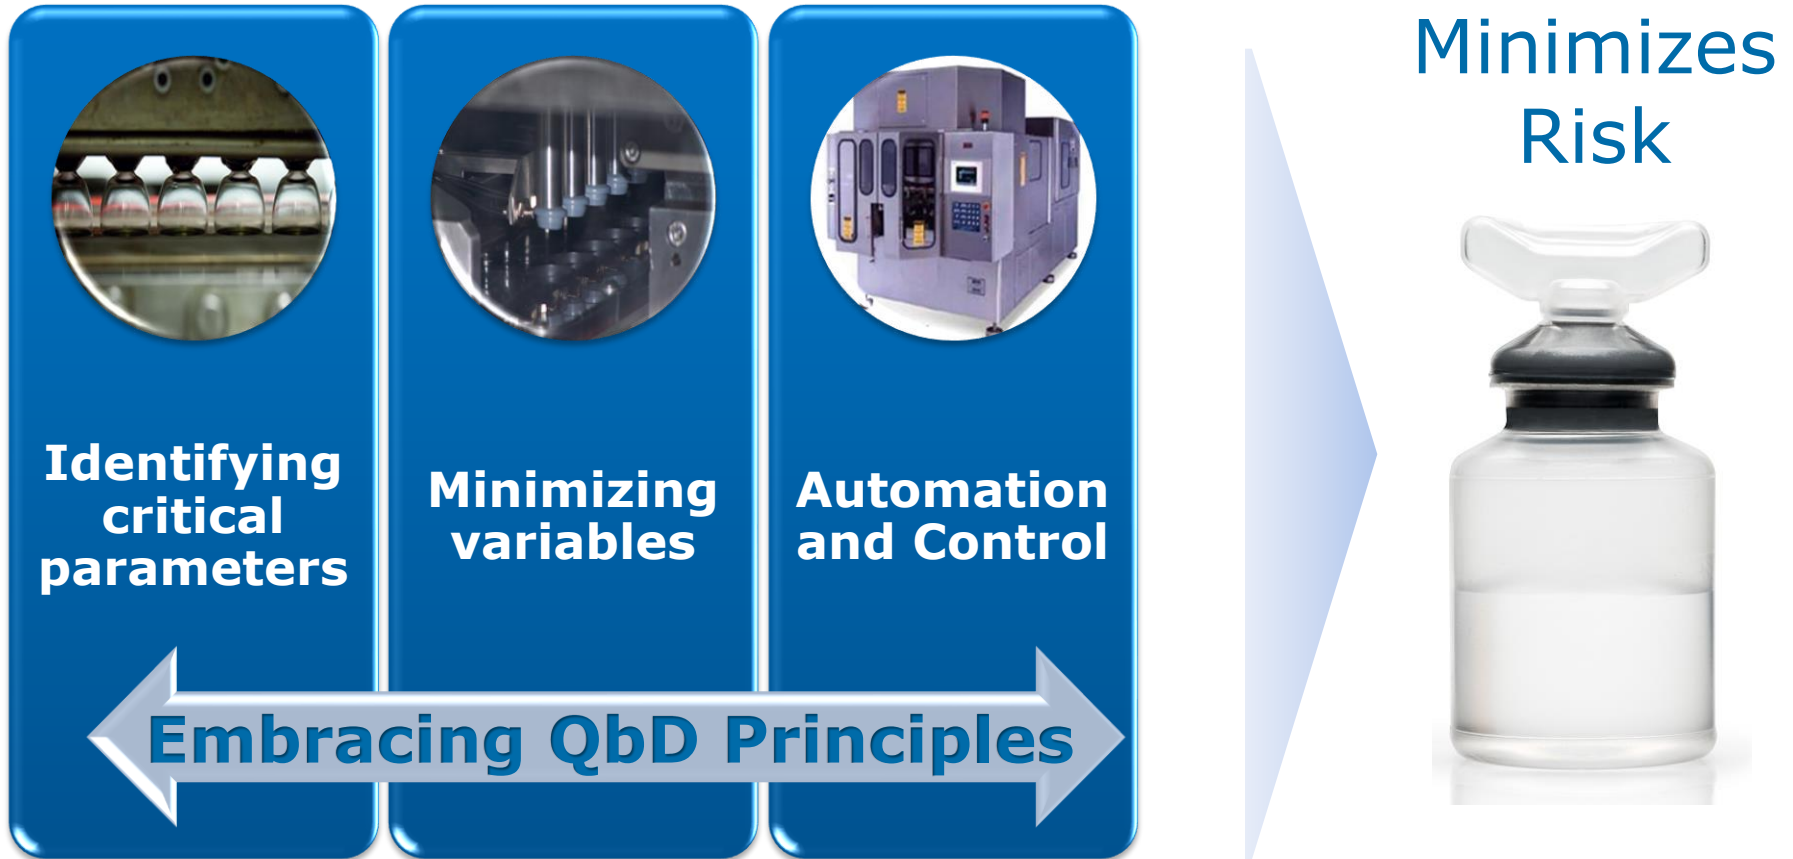 Identifying
critical
parameters
Minimizing
variables
Automation
and Control
Embracing QbD Principles
Minimizes
Risk